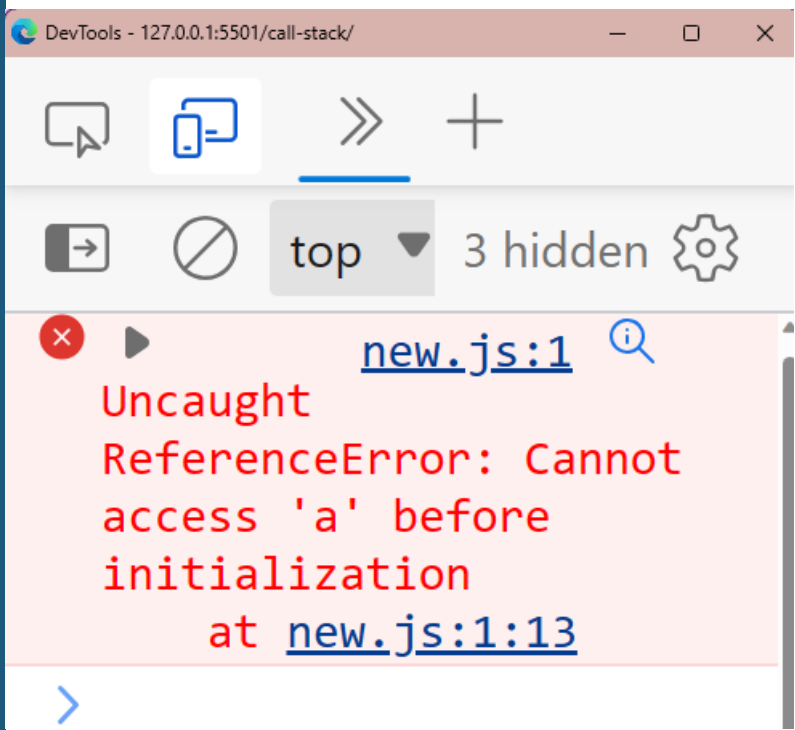 DevTools - 127.0.0.1:5501/call-stack/
top 3 hidden
new.js:1
Uncaught
ReferenceError: Cannot
access 'a' before
initialization
at new.js:1:13